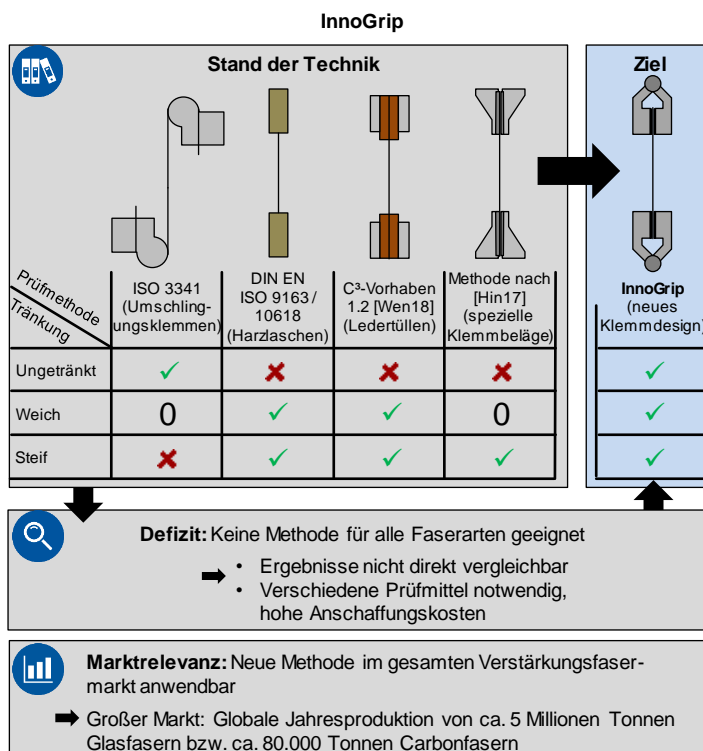 InnoGrip
Stand der Technik
Ziel
Prüfmethode
Tränkung
ISO 3341
(Umschling-
ungsklemmen)
DIN EN
ISO 9163 /
10618
(Harzlaschen)
C³-Vorhaben
1.2 [Wen18]
(Ledertüllen)
Methode nach
[Hin17]
(spezielle
Klemmbeläge)
InnoGrip
(neues
Klemmdesign)
Ungetränkt ✓ ✗ ✗ ✗ ✓
Weich 0 ✓ ✓ 0 ✓
Steif ✗ ✓ ✓ ✓ ✓
Defizit: Keine Methode für alle Faserarten geeignet
• Ergebnisse nicht direkt vergleichbar
• Verschiedene Prüfmittel notwendig,
hohe Anschaffungskosten
Marktrelevanz: Neue Methode im gesamten Verstärkungsfaser-
markt anwendbar
Großer Markt: Globale Jahresproduktion von ca. 5 Millionen Tonnen
Glasfasern bzw. ca. 80.000 Tonnen Carbonfasern